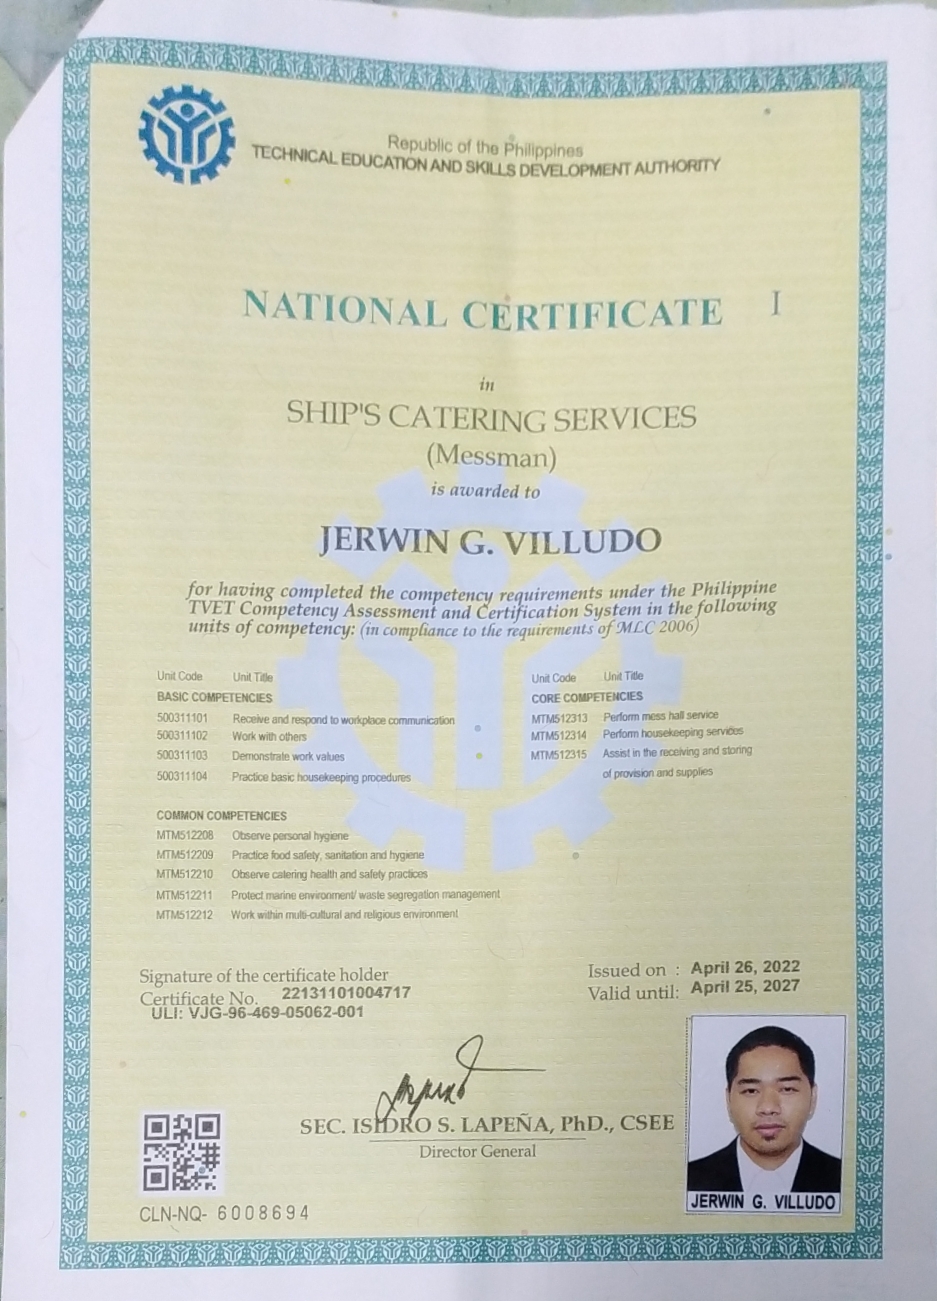 Republic of the Philippines
TECHNICAL EDUCATION AND SKILLS DEVELOPMENT AUTHORITY
NATIONAL CERTIFICATE I
in
SHIP'S CATERING SERVICES
(Messman)
is awarded to
JERWIN G. VILLUDO
for having completed the competency requirements under the Philippine
TVET Competency Assessment and Certification System in the following
units of competency: (in compliance to the requirements of MLC 2006)
Unit Code Unit Title
BASIC COMPETENCIES
500311101 Receive and respond to workplace communication
500311102 Work with others
500311103 Demonstrate work values
500311104 Practice basic housekeeping procedures
COMMON COMPETENCIES
MTM512208 Observe personal hygiene
MTM512209 Practice food safety, sanitation and hygiene
MTM512210 Observe catering health and safety practices
MTM512211 Protect marine environment/ waste segregation management
MTM512212 Work within multi-cultural and religious environment
Unit Code Unit Title
CORE COMPETENCIES
MTM512313 Perform mess hall service
MTM512314 Perform housekeeping services
MTM512315 Assist in the receiving and storing
of provision and supplies
Signature of the certificate holder
Certificate No. 22131101004717
ULI: VJG-96-469-05062-001
Issued on : April 26, 2022
Valid until: April 25, 2027
SEC. ISIDRO S. LAPEÑA, PhD., CSEE
Director General
JERWIN G. VILLUDO
CLN-NQ- 6008694